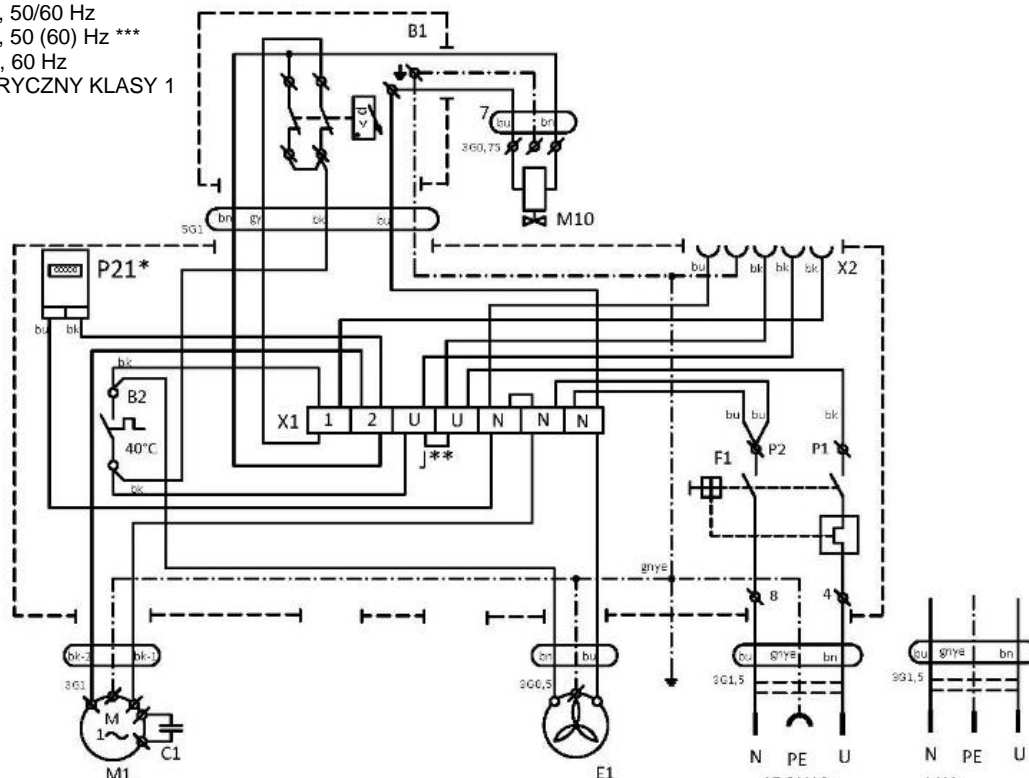 , 50/60 Hz
, 50 (60) Hz ***
, 60 Hz
RYCZNY KLASY 1
B1
7
bu bn
3G0,75
M10
5G1
bn gy bk bu
P21*
bu bk
X2
bu bk bk bk
bk
B2
40°C
X1
1 2 U U N N N
J**
bk
bu bu bk
P2 P1
F1
gnye
8 4
bk-2 bk-1
3G1
M
1~
C1
M1
bn bu
3G0,5
E1
bu gnye bn
3G1,5
N PE U
bu gnye bn
3G1,5
N PE U